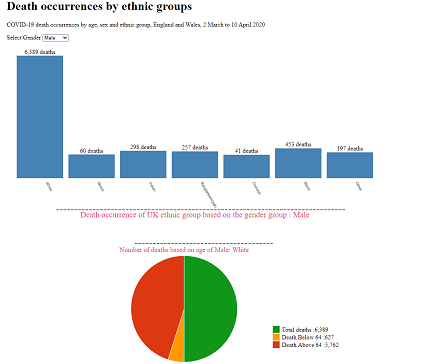 Death occurrences by ethnic groups
COVID-19 death occurrences by age, sex and ethnic group, England and Wales, 2 March to 10 April 2020
Select Gender Male
6,389 deaths
60 deaths
298 deaths
257 deaths
41 deaths
453 deaths
197 deaths
White
Mixed
Indian
Chinese
Black
Other
Death occurrence of UK ethnic group based on the gender group : Male
Number of deaths based on age of Male: White
Total deaths :6,389
Death Below 64 :627
Death Above 64 :5,762